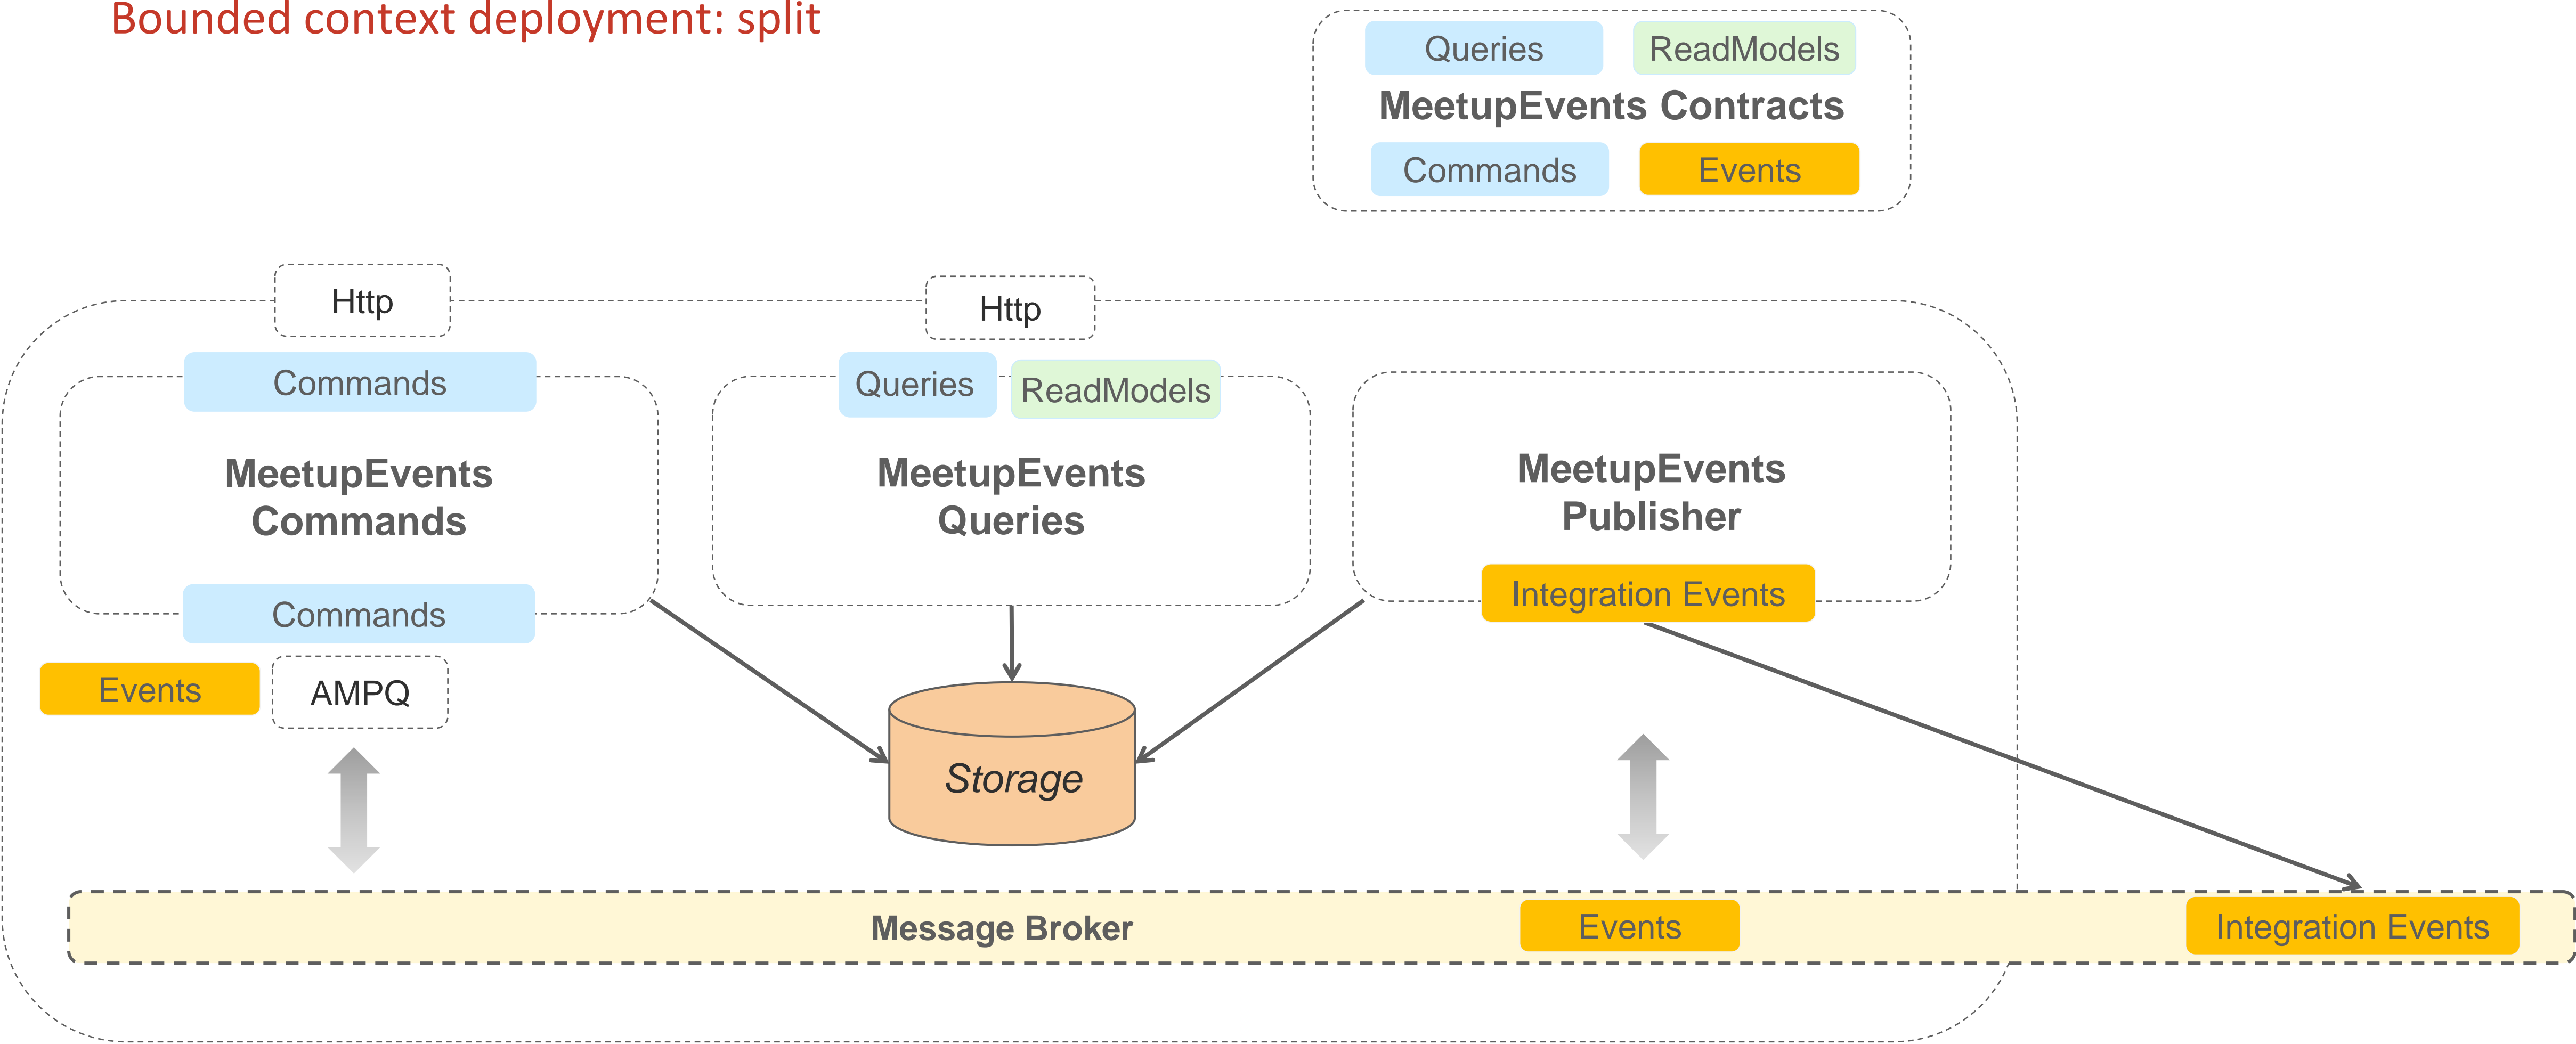 Bounded context deployment: split
Queries
ReadModels
MeetupEvents Contracts
Commands
Events
Http
Http
Commands
Queries
ReadModels
MeetupEvents
Commands
MeetupEvents
Queries
MeetupEvents
Publisher
Commands
Integration Events
Events
AMPQ
Storage
Message Broker
Events
Integration Events